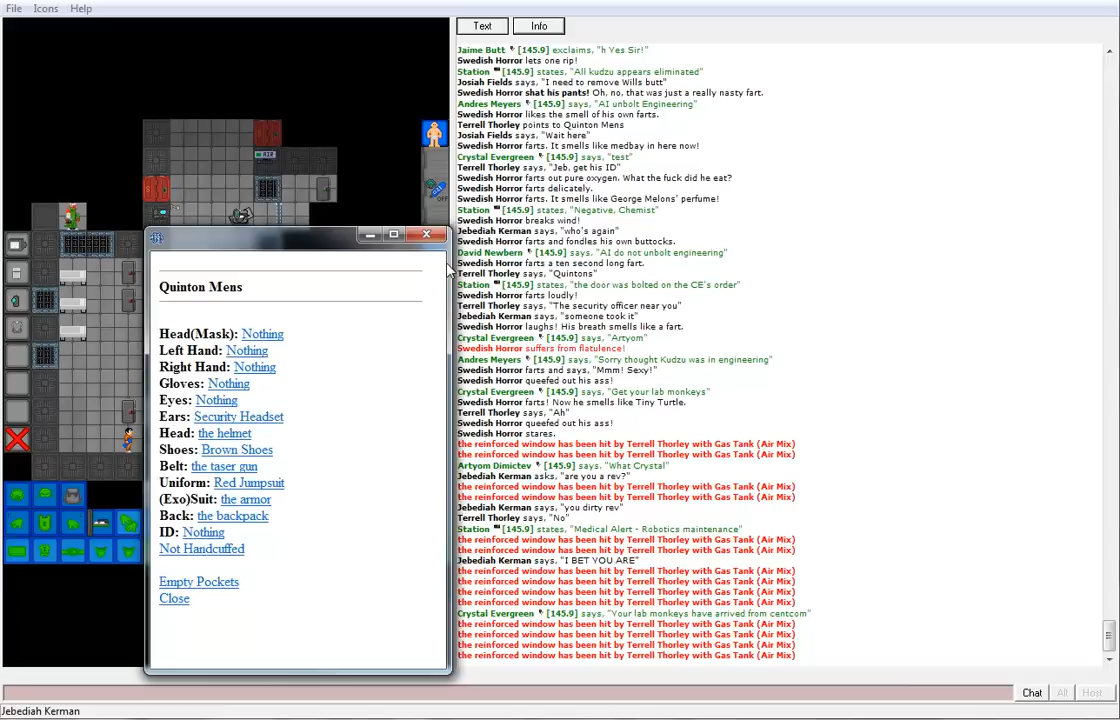 File Icons Help
Text Info
Jaime Butt [145.9] exclaims, "h Yes Sir!"
Swedish Horror lets one rip!
Station [145.9] states, "All kudzu appears eliminated"
Josiah Fields says, "I need to remove Wills butt"
Swedish Horror shat his pants! Oh, no, that was just a really nasty fart.
Andres Meyers [145.9] says, "AI unbolt Engineering"
Swedish Horror likes the smell of his own farts.
Terrell Thorley points to Quinton Mens
Josiah Fields says, "Wait here"
Swedish Horror farts. It smells like medbay in here now!
Crystal Evergreen [145.9] says, "test"
Terrell Thorley says, "Jeb, get his ID"
Swedish Horror farts out pure oxygen. What the fuck did he eat?
Swedish Horror farts delicately.
Swedish Horror farts. It smells like George Melons' perfume!
Station [145.9] states, "Negative, Chemist"
Swedish Horror breaks wind!
Jebediah Kerman says, "who's again"
Swedish Horror farts and fondles his own buttocks.
David Newbern [145.9] says, "AI do not unbolt engineering"
Swedish Horror farts a ten second long fart.
Terrell Thorley says, "Quintons"
Station [145.9] states, "the door was bolted on the CE's order"
Swedish Horror farts loudly!
Terrell Thorley says, "The security officer near you"
Jebediah Kerman says, "someone took it"
Swedish Horror laughs! His breath smells like a fart.
Crystal Evergreen [145.9] says, "Artyom"
Swedish Horror suffers from flatulence!
Andres Meyers [145.9] says, "Sorry thought Kudzu was in engineering"
Swedish Horror farts and says, "Mmm! Sexy!"
Swedish Horror queefed out his ass!
Crystal Evergreen [145.9] says, "Get your lab monkeys"
Swedish Horror farts! Now he smells like Tiny Turtle.
Terrell Thorley says, "Ah"
Swedish Horror queefed out his ass!
Swedish Horror stares.
the reinforced window has been hit by Terrell Thorley with Gas Tank (Air Mix)
the reinforced window has been hit by Terrell Thorley with Gas Tank (Air Mix)
Artyom Dimictev [145.9] says, "What Crystal"
Jebediah Kerman asks, "are you a rev?"
the reinforced window has been hit by Terrell Thorley with Gas Tank (Air Mix)
the reinforced window has been hit by Terrell Thorley with Gas Tank (Air Mix)
Jebediah Kerman says, "you dirty rev"
Terrell Thorley says, "No"
Station [145.9] states, "Medical Alert - Robotics maintenance"
the reinforced window has been hit by Terrell Thorley with Gas Tank (Air Mix)
the reinforced window has been hit by Terrell Thorley with Gas Tank (Air Mix)
Jebediah Kerman says, "I BET YOU ARE"
the reinforced window has been hit by Terrell Thorley with Gas Tank (Air Mix)
the reinforced window has been hit by Terrell Thorley with Gas Tank (Air Mix)
the reinforced window has been hit by Terrell Thorley with Gas Tank (Air Mix)
the reinforced window has been hit by Terrell Thorley with Gas Tank (Air Mix)
Crystal Evergreen [145.9] says, "Your lab monkeys have arrived from centcom"
the reinforced window has been hit by Terrell Thorley with Gas Tank (Air Mix)
the reinforced window has been hit by Terrell Thorley with Gas Tank (Air Mix)
the reinforced window has been hit by Terrell Thorley with Gas Tank (Air Mix)
the reinforced window has been hit by Terrell Thorley with Gas Tank (Air Mix)
AIR
OFF
Quinton Mens
Head(Mask): Nothing
Left Hand: Nothing
Right Hand: Nothing
Gloves: Nothing
Eyes: Nothing
Ears: Security Headset
Head: the helmet
Shoes: Brown Shoes
Belt: the taser gun
Uniform: Red Jumpsuit
(Exo)Suit: the armor
Back: the backpack
ID: Nothing
Not Handcuffed
Empty Pockets
Close
Chat Alt Host
Jebediah Kerman